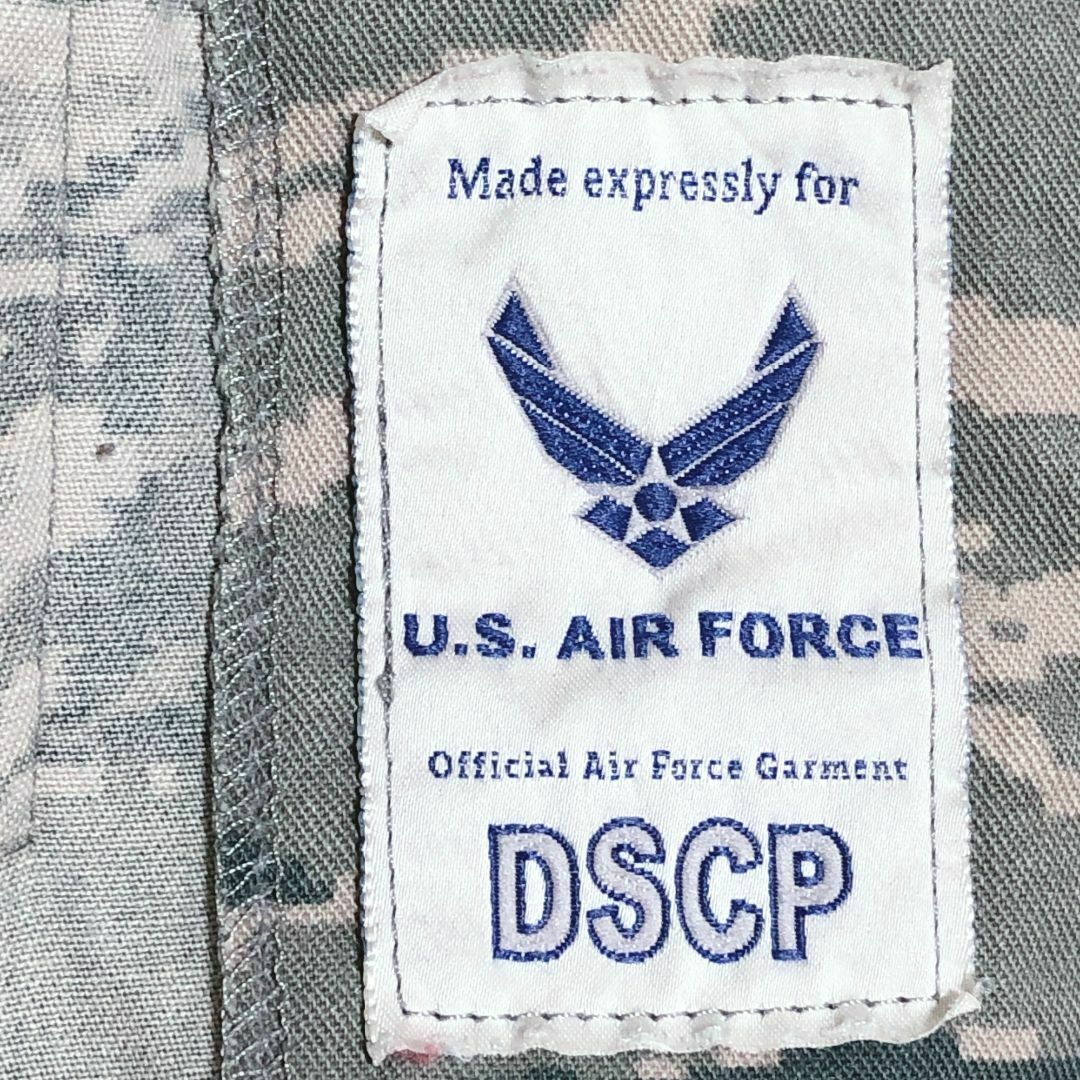 Made expressly for
U.S. AIR FORCE
Official Air Force Garment
DSCP